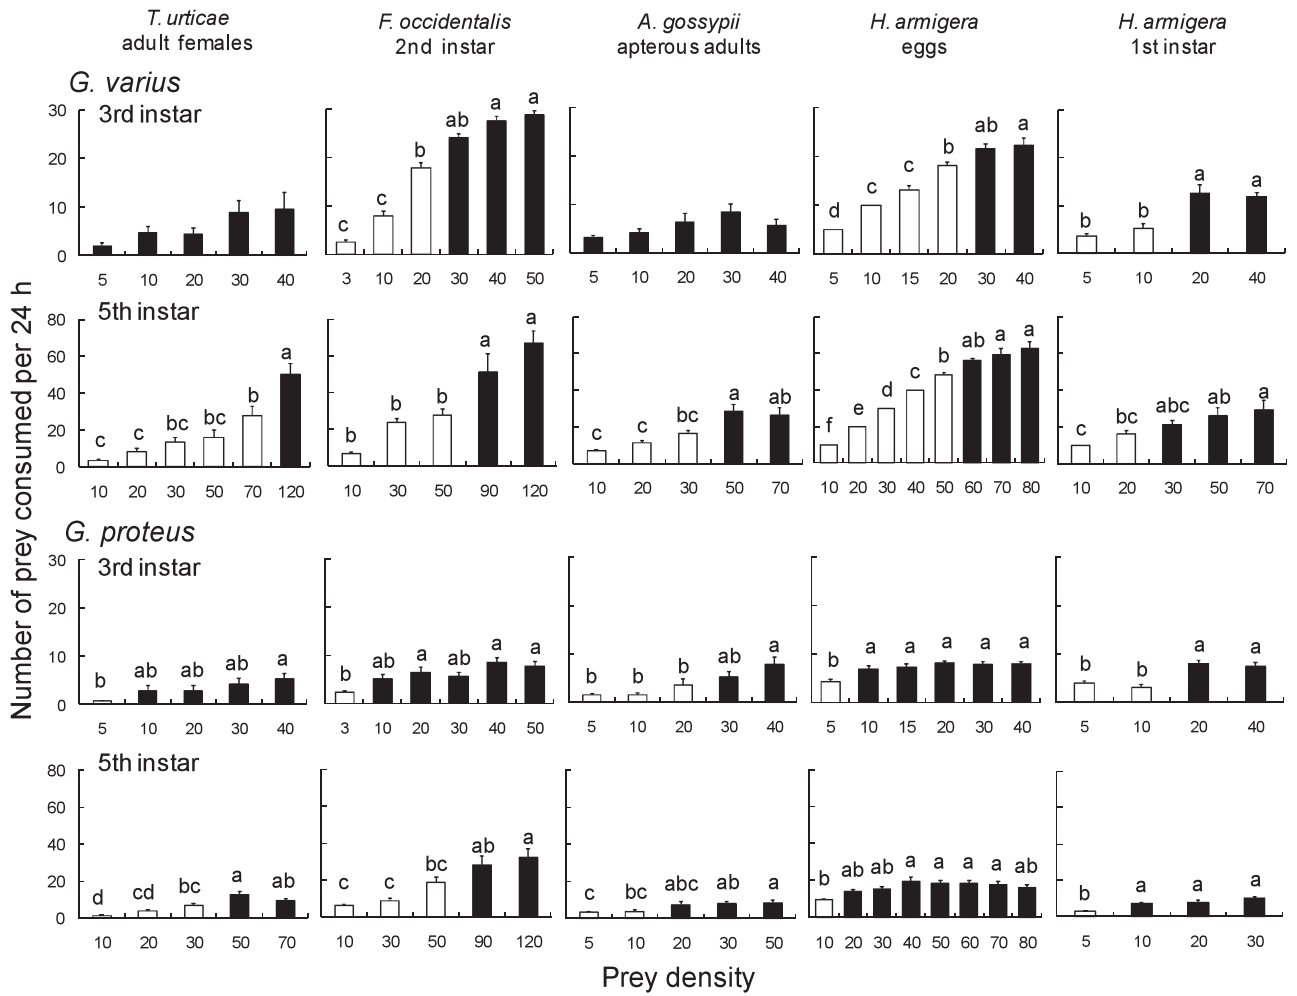 T. urticae
adult females
F. occidentalis
2nd instar
A. gossypii
apterous adults
H. armigera
eggs
H. armigera
1st instar
Number of prey consumed per 24 h
G. varius
3rd instar
30
20
10
0
5 10 20 30 40
c c b ab a a
3 10 20 30 40 50
5 10 20 30 40
d c c b ab a
5 10 15 20 30 40
b b a a
5 10 20 40
5th instar
80
60
40
20
0
c c bc bc b a
10 20 30 50 70 120
b b b a a
10 30 50 90 120
c c bc a ab
10 20 30 50 70
f e d c b ab a a
10 20 30 40 50 60 70 80
c bc abc ab a
10 20 30 50 70
G. proteus
3rd instar
30
20
10
0
b ab ab ab a
5 10 20 30 40
b ab a ab a a
3 10 20 30 40 50
b b b ab a
5 10 20 30 40
b a a a a a
5 10 15 20 30 40
b b a a
5 10 20 40
5th instar
80
60
40
20
0
d cd bc a ab
10 20 30 50 70
c c bc ab a
10 30 50 90 120
c bc abc ab a
5 10 20 30 50
b ab ab a a a a ab
10 20 30 40 50 60 70 80
b a a a
5 10 20 30
Prey density